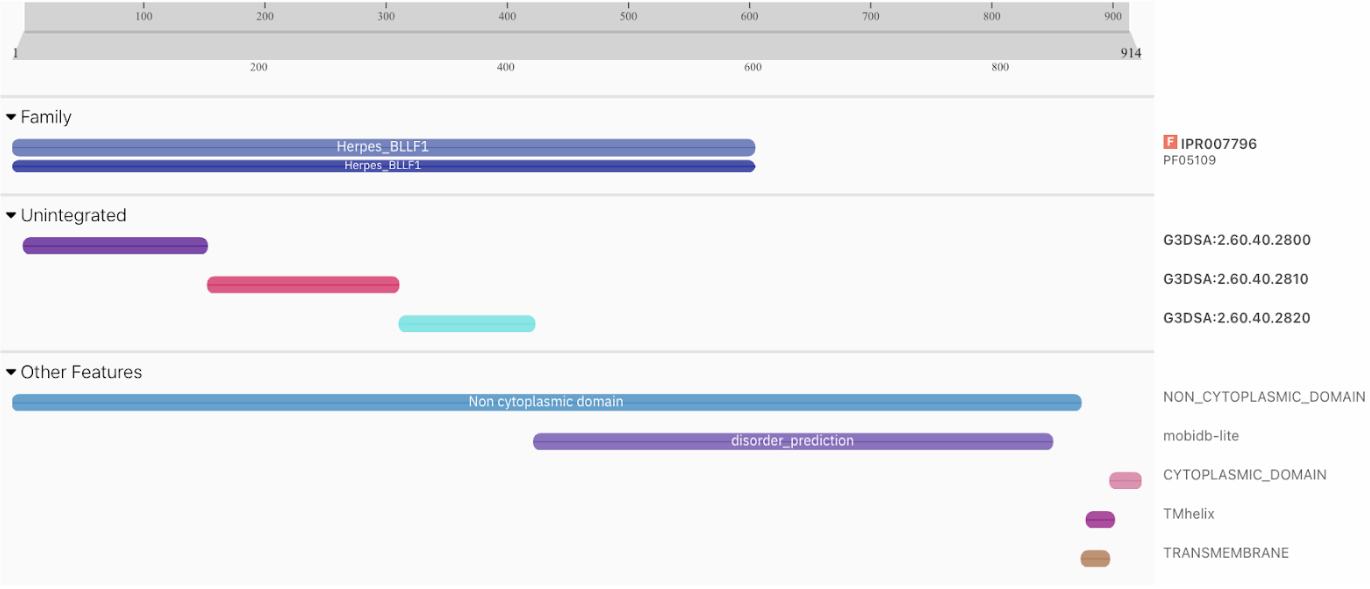 100 200 300 400 500 600 700 800 900
1 914
200 400 600 800
Family
Herpes_BLLF1
F IPR007796
Herpes_BLLF1
PF05109
Unintegrated
G3DSA:2.60.40.2800
G3DSA:2.60.40.2810
G3DSA:2.60.40.2820
Other Features
Non cytoplasmic domain
NON_CYTOPLASMIC_DOMAIN
disorder_prediction
mobidb-lite
CYTOPLASMIC_DOMAIN
TMhelix
TRANSMEMBRANE